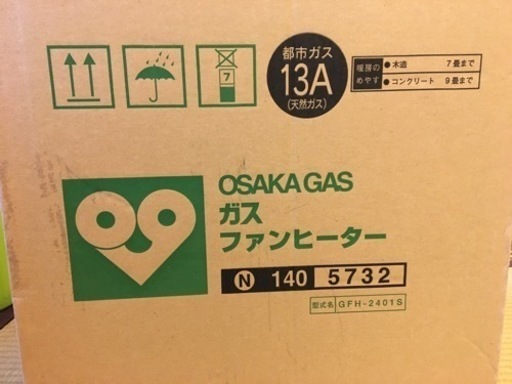 7
都市ガス
13A
(天然ガス)
暖房の
めやす
●木造 7畳まで
●コンクリート 9畳まで
OSAKA GAS
ガス
ファンヒーター
N 140 5732
型式名 GFH-2401S